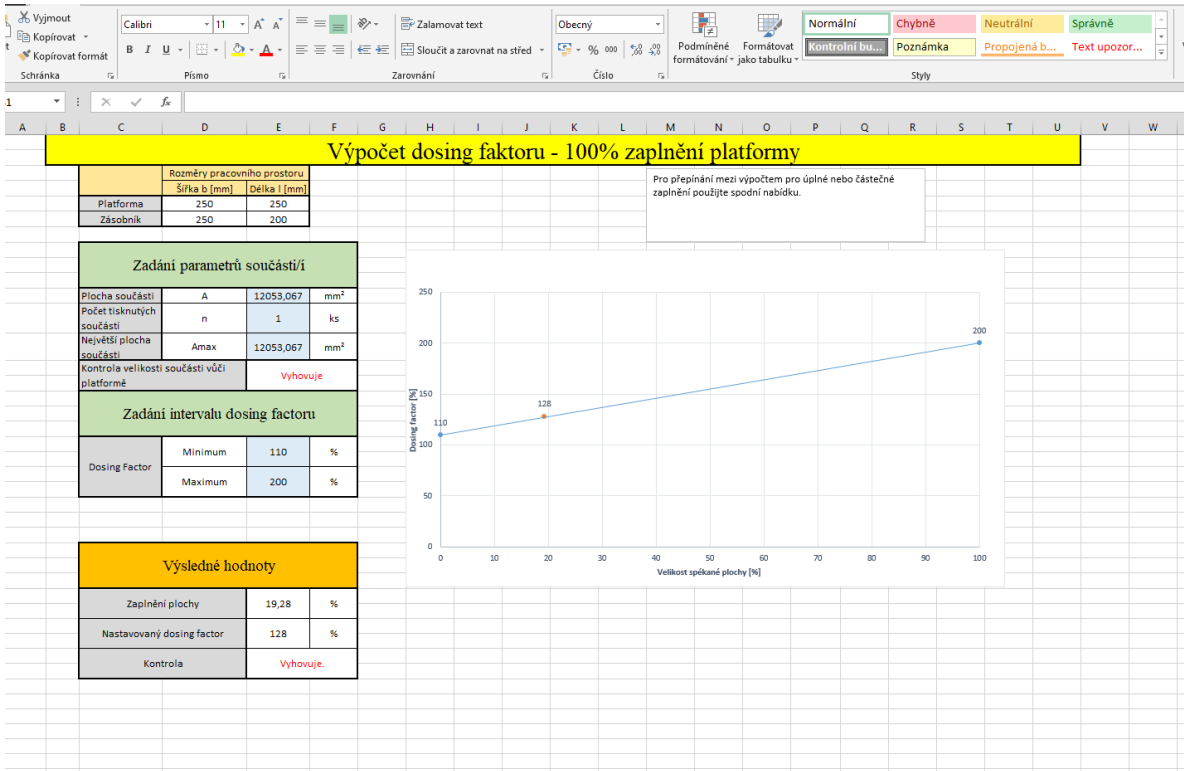 Vyjmout
Kopírovat
Kopírovat formát
Schránka
Calibri
11
B I U
Písmo
Zalamovat text
Sloučit a zarovnat na střed
Zarovnání
Obecný
% 000
Číslo
Podmíněné formátování
Formátovat jako tabulku
Normální
Chybně
Neutrální
Správně
Kontrolní bu...
Poznámka
Propojená b...
Text upozor...
Styly
fx
A B C D E F G H I J K L M N O P Q R S T U V W
Výpočet dosing faktoru - 100% zaplnění platformy
Rozměry pracovního prostoru
Šířka b [mm] Délka l [mm]
Platforma 250 250
Zásobník 250 200
Pro přepínání mezi výpočtem pro úplné nebo částečné
zaplnění použijte spodní nabídku.
Zadání parametrů součásti/í
Plocha součásti A 12053,067 mm²
Počet tisknutých
součástí n 1 ks
Největší plocha
součásti Amax 12053,067 mm²
Kontrola velikosti součásti vůči
platformě Vyhovuje
Zadání intervalu dosing factoru
Dosing Factor
Minimum 110 %
Maximum 200 %
Výsledné hodnoty
Zaplnění plochy 19,28 %
Nastavovaný dosing factor 128 %
Kontrola Vyhovuje.
250
200
150
100
50
0
Dosing factor [%]
110
128
200
0 10 20 30 40 50 60 70 80 90 100
Velikost spékané plochy [%]